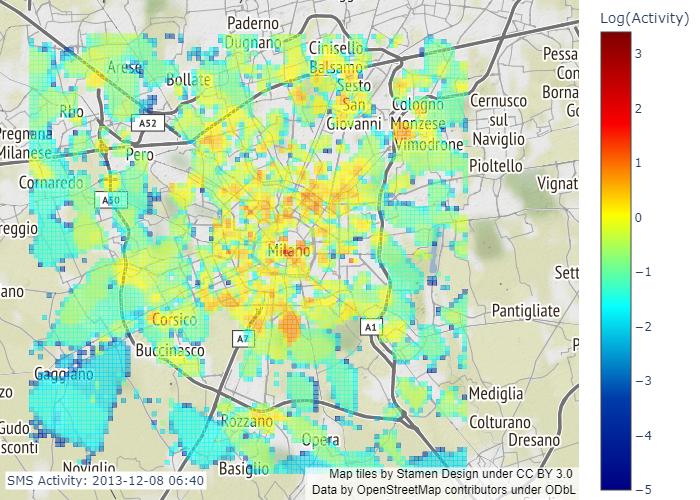 Log(Activity)
3
2
1
0
−1
−2
−3
−4
−5
Paderno
Dugnano
Cinisello
Balsamo
Sesto
San
Giovanni
Arese
Bollate
Rho
A52
Pero
Pregnana
Milanese
Cornaredo
A50
Cologno
Monzese
Vimodrone
Cernusco
sul
Naviglio
Pioltello
Pessa
Con
Borna
Go
Vignat
reggio
Milano
Sett
ano
Pantigliate
Corsico
A7
A1
Buccinasco
P
Gaggiano
zo
Mediglia
Gudo
sconti
Rozzano
Opera
Colturano
Dresano
Noviglio
Basiglio
SMS Activity: 2013-12-08 06:40
Map tiles by Stamen Design under CC BY 3.0
Data by OpenStreetMap contributors under ODbL